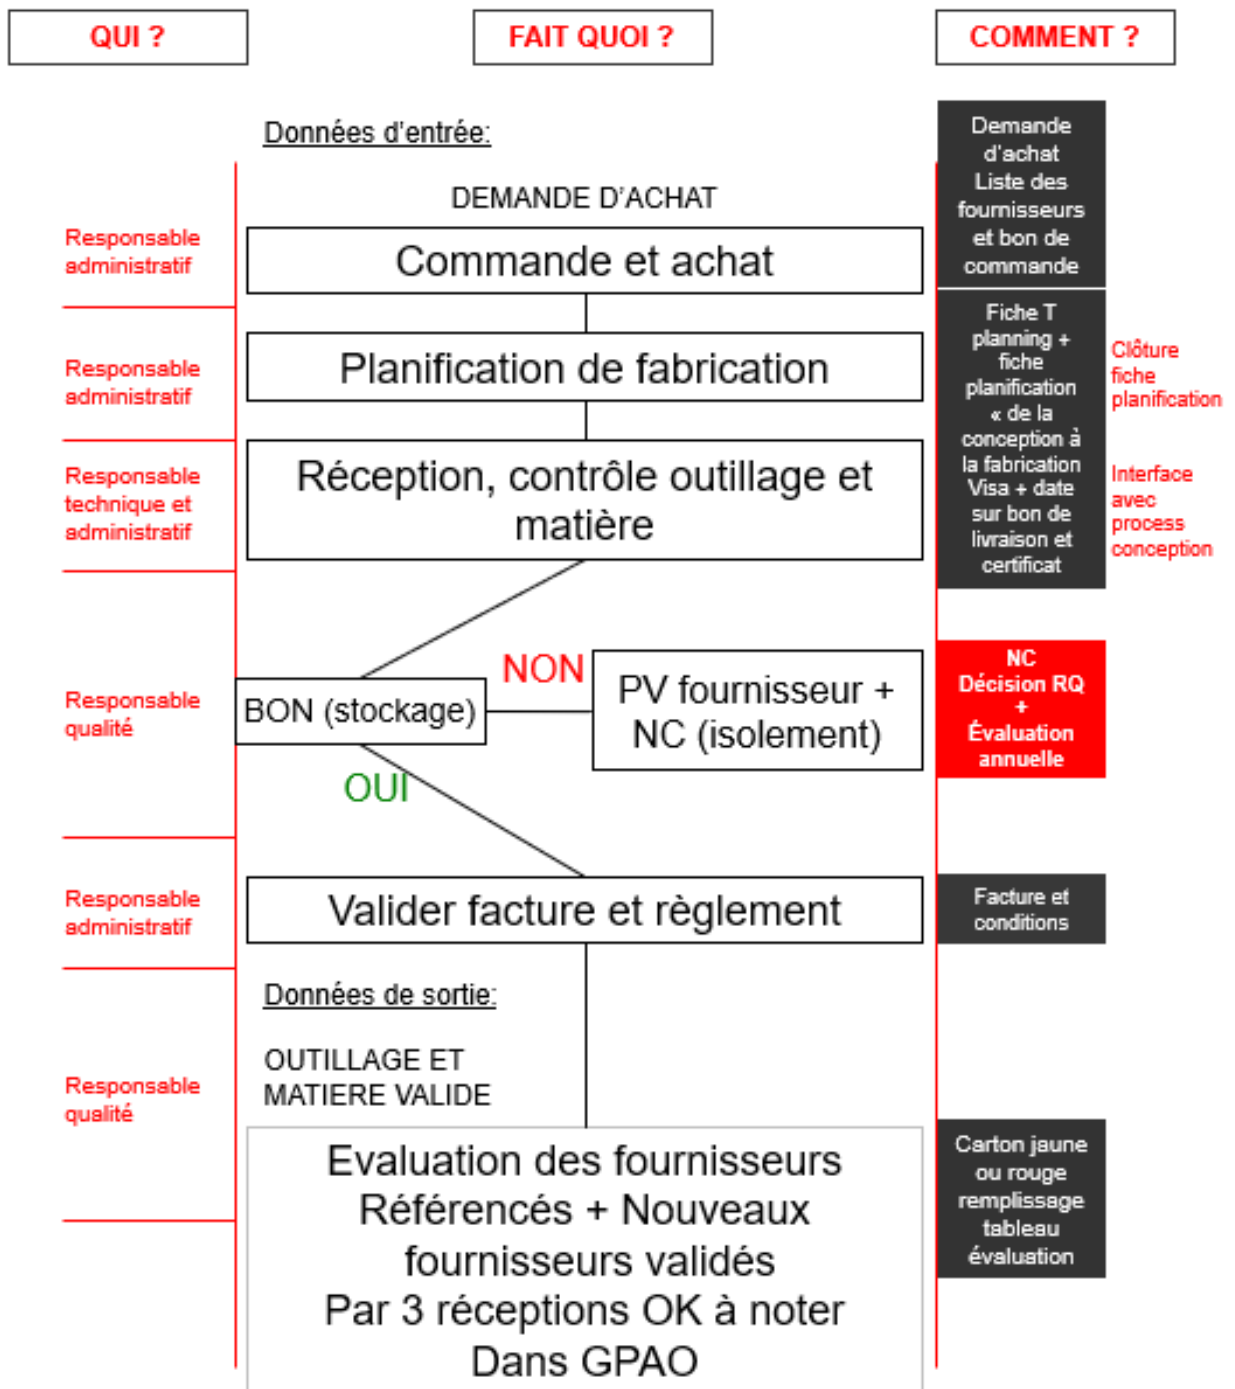 QUI ?
FAIT QUOI ?
COMMENT ?
Données d'entrée:
DEMANDE D'ACHAT
Demande
d'achat
Liste des
fournisseurs
et bon de
commande
Responsable
administratif
Commande et achat
Responsable
administratif
Planification de fabrication
Fiche T
planning +
fiche
planification
« de la
conception à
la fabrication
Visa + date
sur bon de
livraison et
certificat
Clôture
fiche
planification
Responsable
technique et
administratif
Réception, contrôle outillage et
matière
Interface
avec
process
conception
Responsable
qualité
BON (stockage)
NON
PV fournisseur +
NC (isolement)
NC
Décision RQ
+
Évaluation
annuelle
OUI
Responsable
administratif
Valider facture et règlement
Facture et
conditions
Données de sortie:
OUTILLAGE ET
MATIERE VALIDE
Responsable
qualité
Evaluation des fournisseurs
Référencés + Nouveaux
fournisseurs validés
Par 3 réceptions OK à noter
Dans GPAO
Carton jaune
ou rouge
remplissage
tableau
évaluation